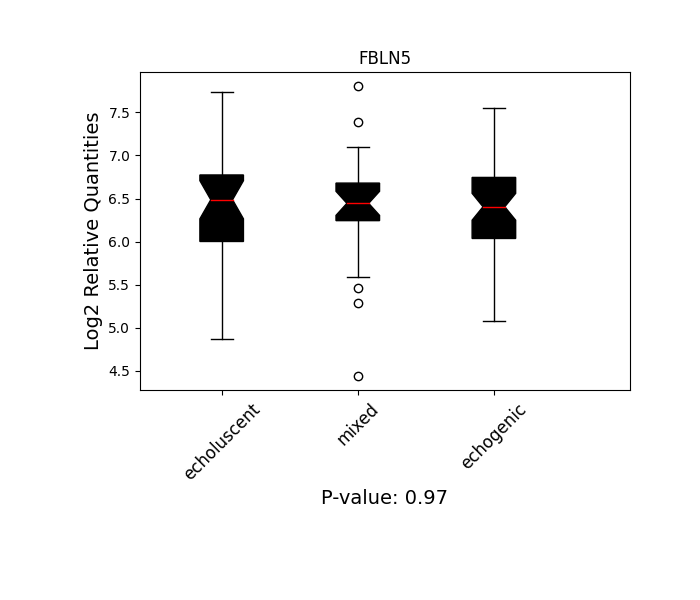 FBLN5
Log2 Relative Quantities
7.5
7.0
6.5
6.0
5.5
5.0
4.5
echoluscent
mixed
echogenic
P-value: 0.97